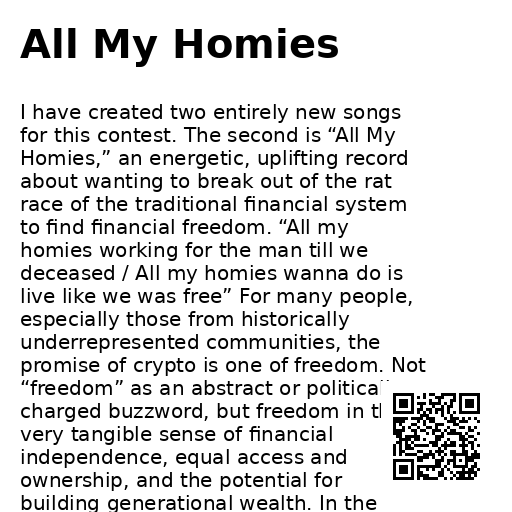 All My Homies
I have created two entirely new songs
for this contest. The second is “All My
Homies,” an energetic, uplifting record
about wanting to break out of the rat
race of the traditional financial system
to find financial freedom. “All my
homies working for the man till we
deceased / All my homies wanna do is
live like we was free” For many people,
especially those from historically
underrepresented communities, the
promise of crypto is one of freedom. Not
“freedom” as an abstract or
charged buzzword, but freedom in
very tangible sense of financial
independence, equal access and
ownership, and the potential for
building generational wealth. In the